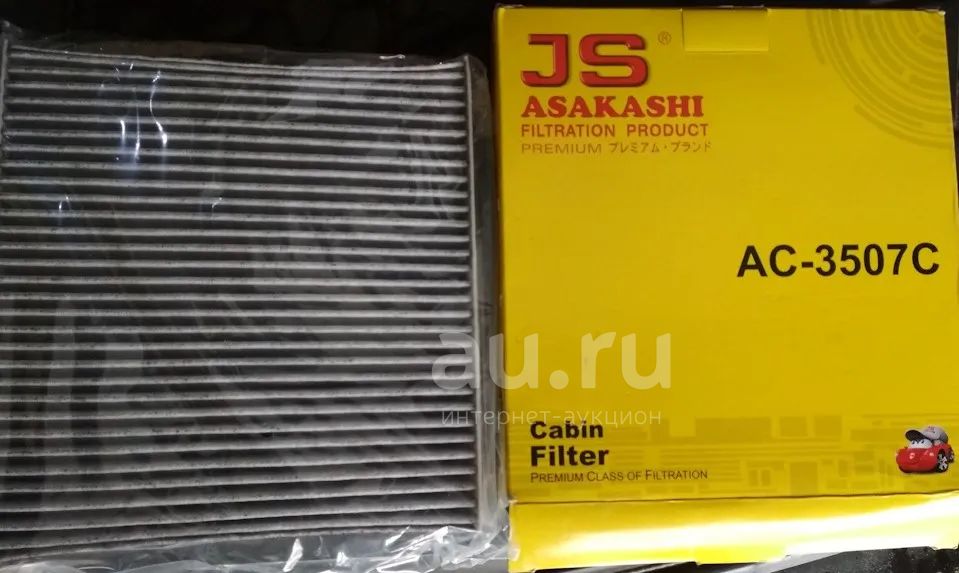 JS®
ASAKASHI
FILTRATION PRODUCT
PREMIUM プレミアム・ブランド
AC-3507C
au.ru
интернет-аукцион
Cabin
Filter
PREMIUM CLASS OF FILTRATION